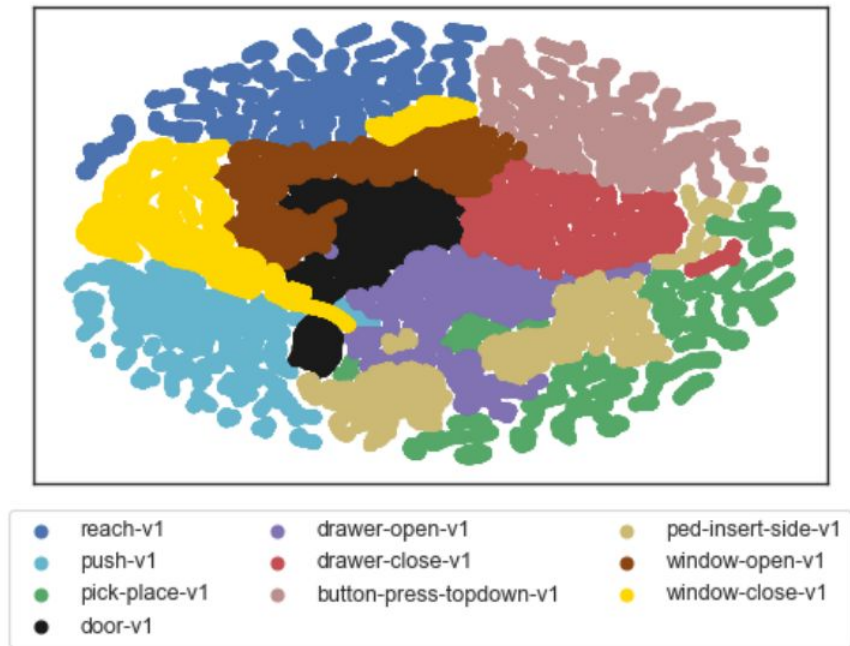 reach-v1
push-v1
pick-place-v1
door-v1
drawer-open-v1
drawer-close-v1
button-press-topdown-v1
ped-insert-side-v1
window-open-v1
window-close-v1